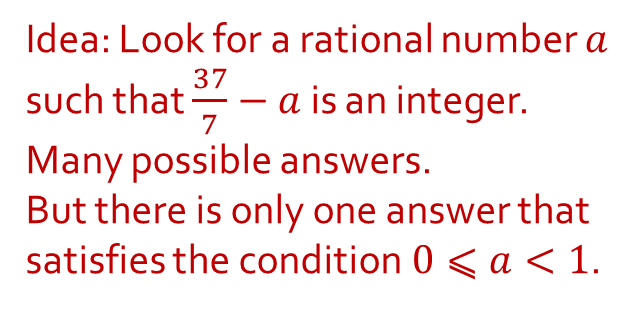 Idea: Look for a rational number a
such that 37/7 − a is an integer.
Many possible answers.
But there is only one answer that
satisfies the condition 0 ⩽ a < 1.